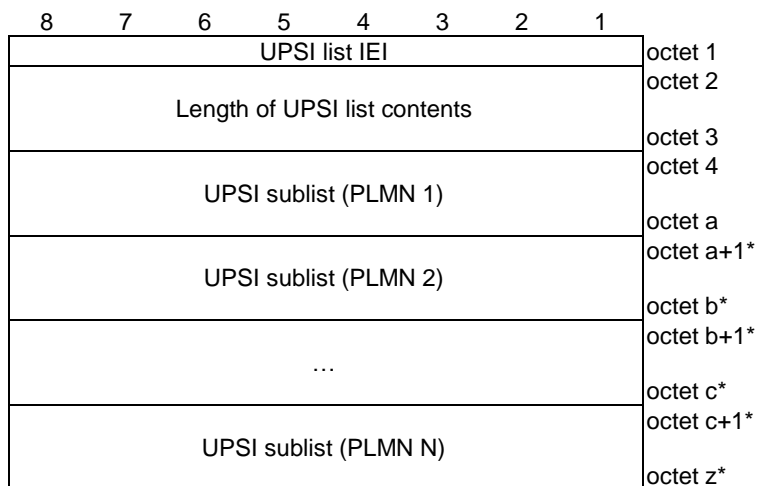 8 7 6 5 4 3 2 1
UPSI list IEI octet 1
octet 2
Length of UPSI list contents
octet 3
octet 4
UPSI sublist (PLMN 1)
octet a
octet a+1*
UPSI sublist (PLMN 2)
octet b*
octet b+1*
…
octet c*
octet c+1*
UPSI sublist (PLMN N)
octet z*